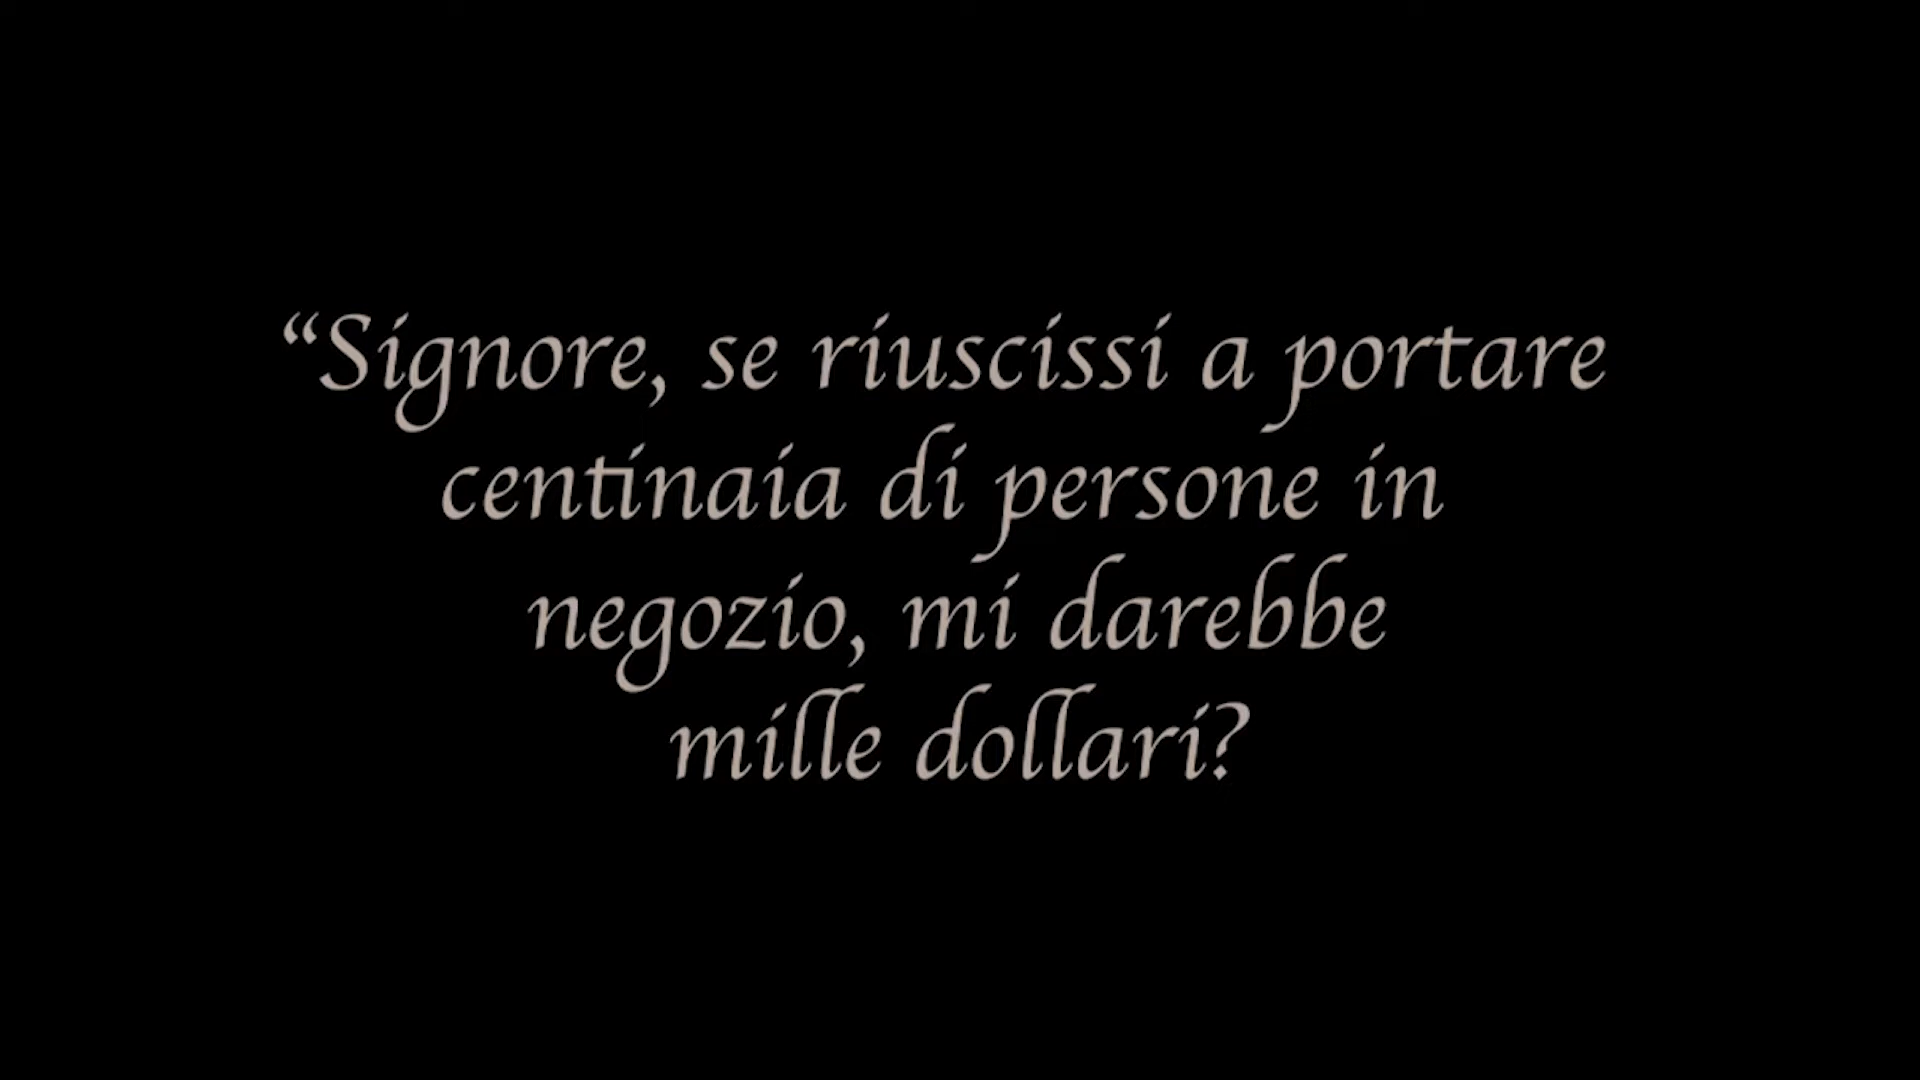 “Signore, se riuscissi a portare
centinaia di persone in
negozio, mi darebbe
mille dollari?